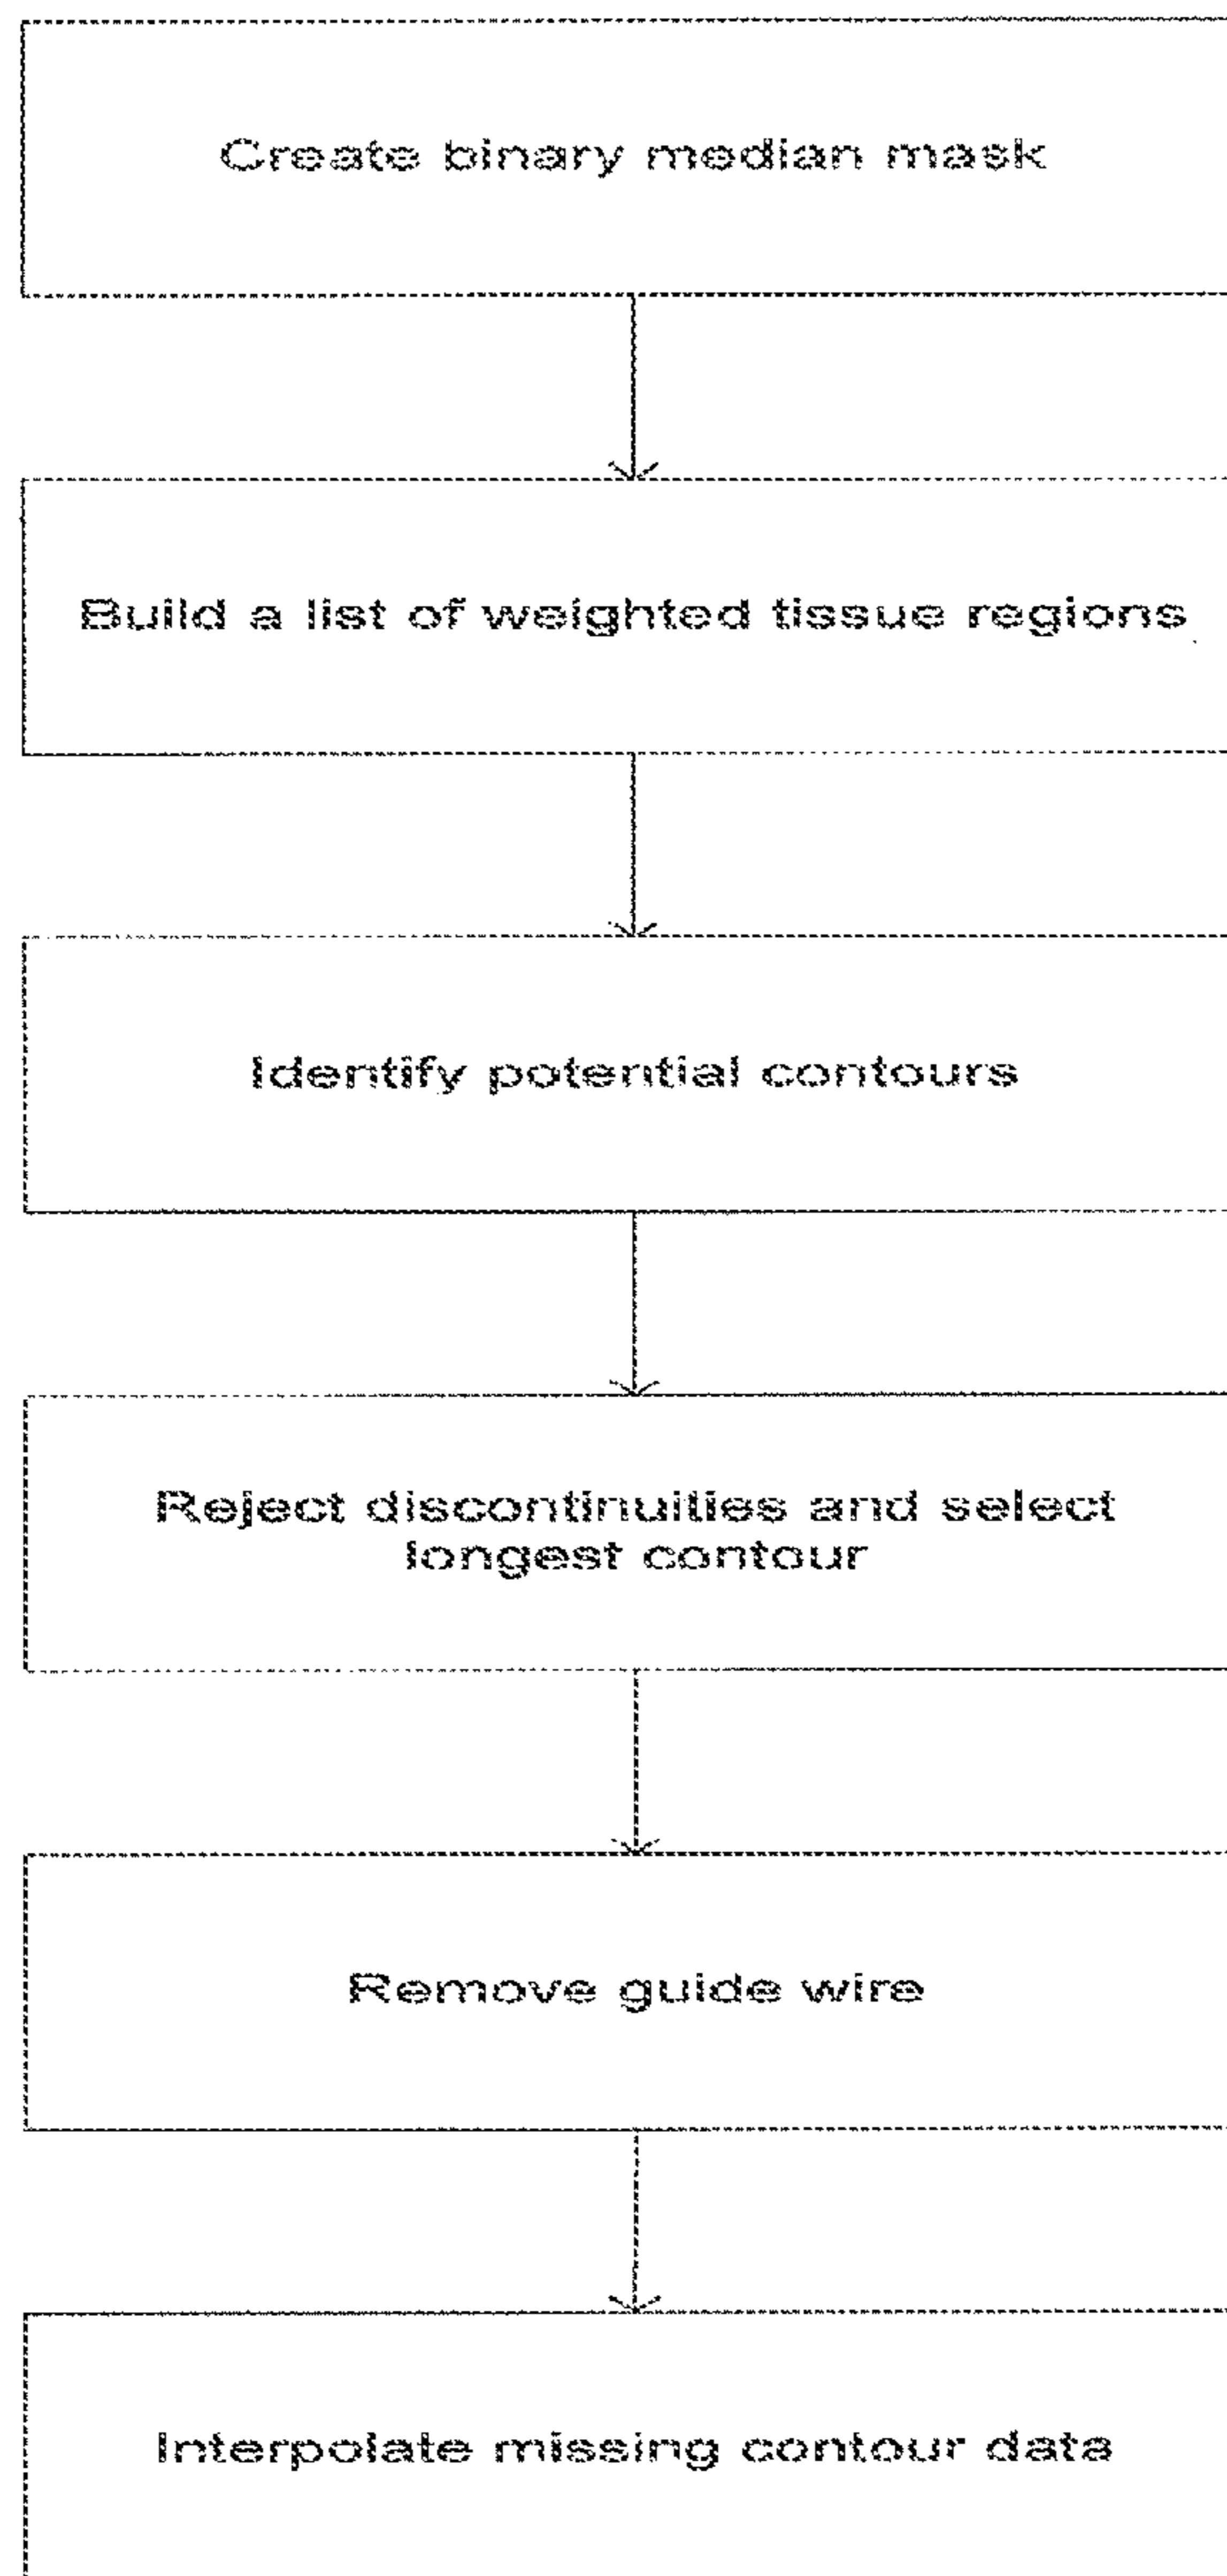 Create binary median mask
Build a list of weighted tissue regions
Identify potential contours
Reject discontinuities and select
longest contour
Remove guide wire
Interpolate missing contour data